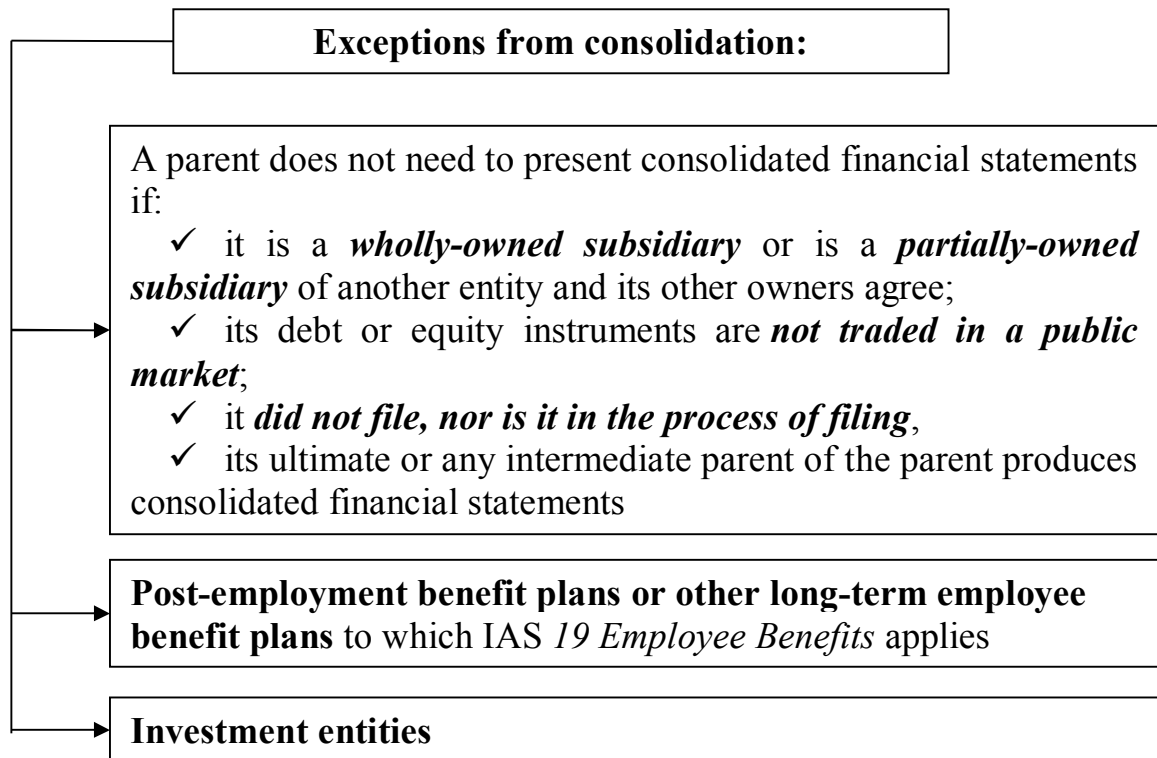 Exceptions from consolidation:
A parent does not need to present consolidated financial statements
if:
✓ it is a wholly-owned subsidiary or is a partially-owned
subsidiary of another entity and its other owners agree;
✓ its debt or equity instruments are not traded in a public
market;
✓ it did not file, nor is it in the process of filing,
✓ its ultimate or any intermediate parent of the parent produces
consolidated financial statements
Post-employment benefit plans or other long-term employee
benefit plans to which IAS 19 Employee Benefits applies
Investment entities